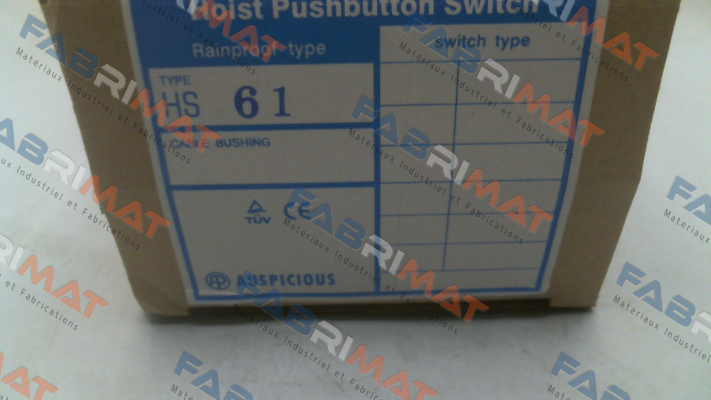 Hoist Pushbutton Switch
Rainproof type
switch type
TYPE
HS 61
CABLE BUSHING
TÜV CE
AUSPICIOUS
FABRIMAT
Matériaux Industriel et Fabrications